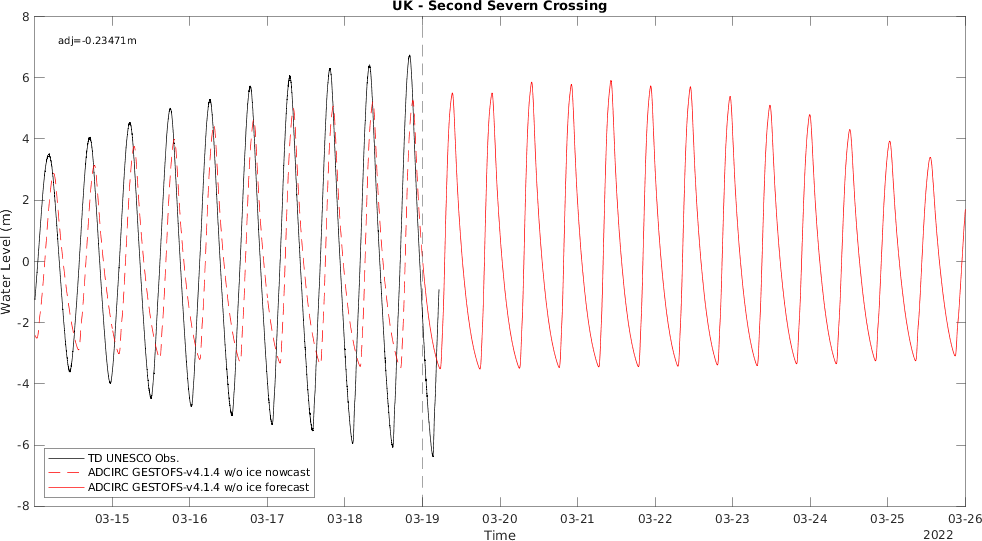 UK - Second Severn Crossing
adj=-0.23471m
8
6
4
2
0
-2
-4
-6
-8
Water Level (m)
TD UNESCO Obs.
ADCIRC GESTOFS-v4.1.4 w/o ice nowcast
ADCIRC GESTOFS-v4.1.4 w/o ice forecast
03-15 03-16 03-17 03-18 03-19 03-20 03-21 03-22 03-23 03-24 03-25 03-26
Time
2022